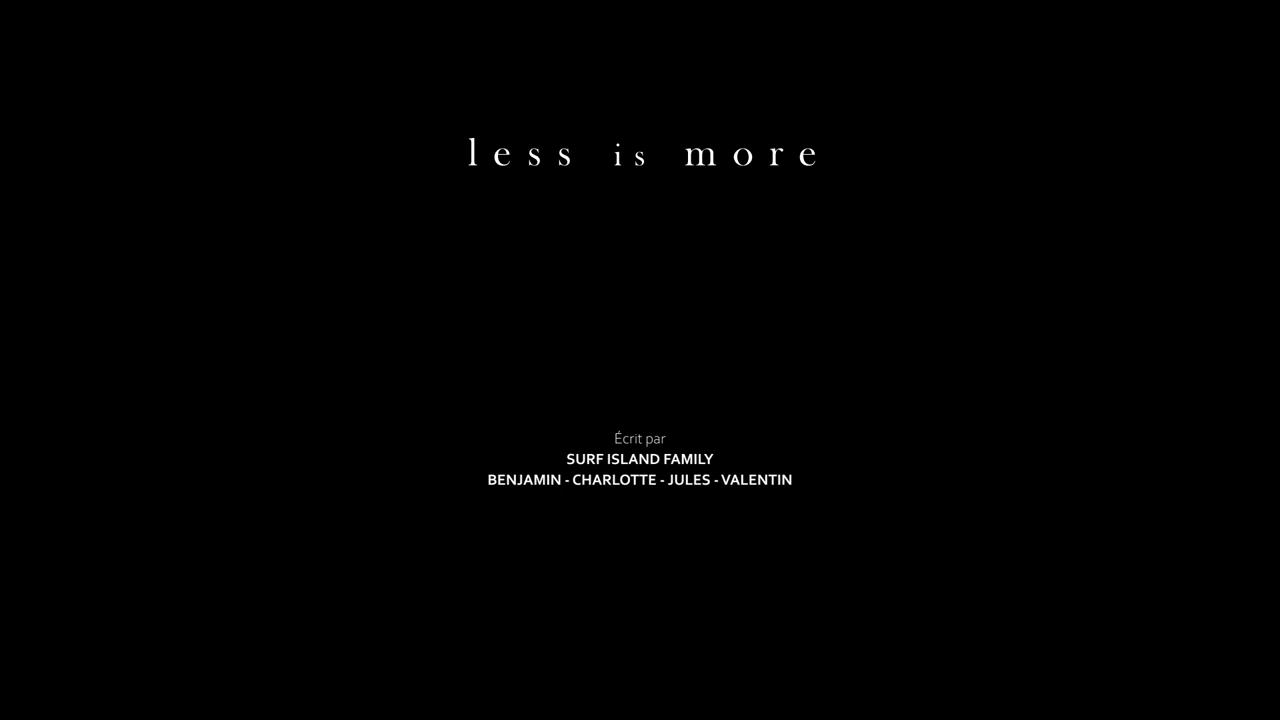 less is more
Écrit par
SURF ISLAND FAMILY
BENJAMIN - CHARLOTTE - JULES - VALENTIN